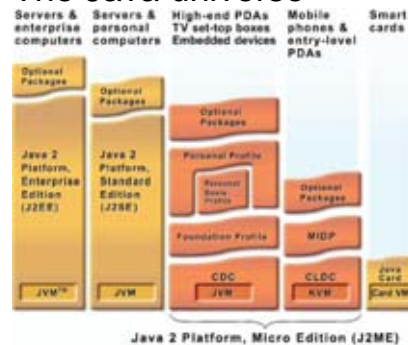 The Java universe
Servers &
enterprise
computers
Servers &
personal
computers
High-end PDAs
TV set-top boxes
Embedded devices
Mobile
phones &
entry-level
PDAs
Smart
cards
Optional
Packages
Java 2
Platform,
Enterprise
Edition
(J2EE)
JVM™
Optional
Packages
Java 2
Platform,
Standard
Edition
(J2SE)
JVM
Optional
Packages
Personal Profile
Personal
Basis
Profile
Foundation Profile
CDC
JVM
Optional
Packages
MIDP
CLDC
KVM
Java
Card
Card VM
Java 2 Platform, Micro Edition (J2ME)